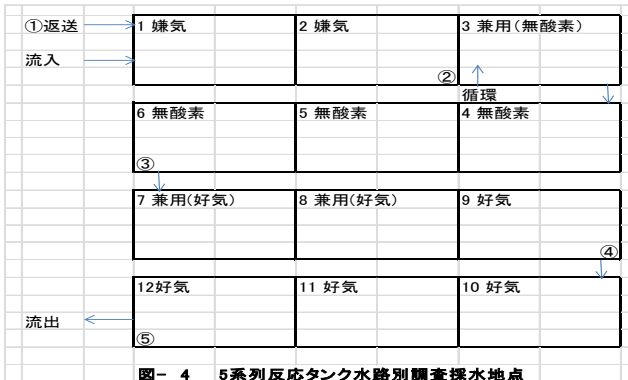 ①返送 1 嫌気 2 嫌気 3 兼用(無酸素)
流入
②
循環
6 無酸素 5 無酸素 4 無酸素
③
7 兼用(好気) 8 兼用(好気) 9 好気
④
12好気 11 好気 10 好気
流出
⑤
図- 4 5系列反応タンク水路別調査採水地点